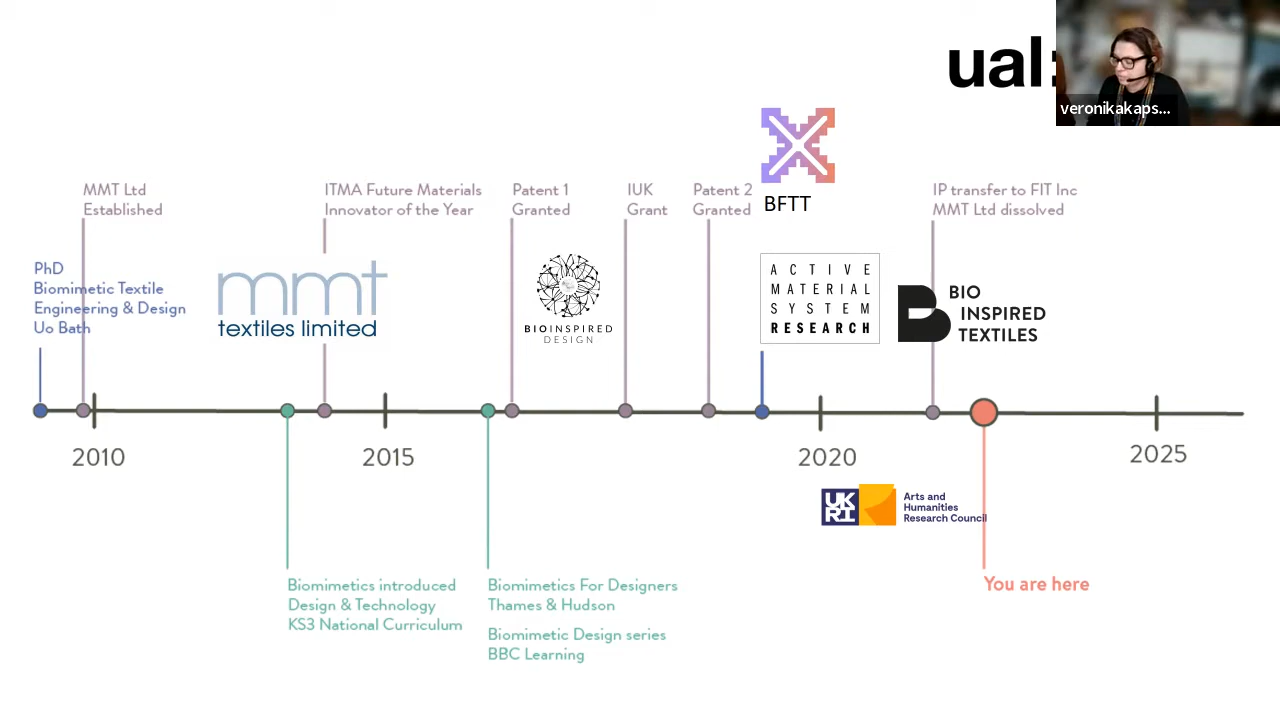 ual:
veronikakaps...
BFTT
MMT Ltd
Established
ITMA Future Materials
Innovator of the Year
Patent 1
Granted
IUK
Grant
Patent 2
Granted
IP transfer to FIT Inc
MMT Ltd dissolved
PhD
Biomimetic Textile
Engineering & Design
Uo Bath
mmt
textiles limited
BIOINSPIRED
DESIGN
ACTIVE
MATERIAL
SYSTEM
RESEARCH
BIO
INSPIRED
TEXTILES
2010
2015
2020
2025
UK
RI
Arts and
Humanities
Research Council
You are here
Biomimetics introduced
Design & Technology
KS3 National Curriculum
Biomimetics For Designers
Thames & Hudson
Biomimetic Design series
BBC Learning